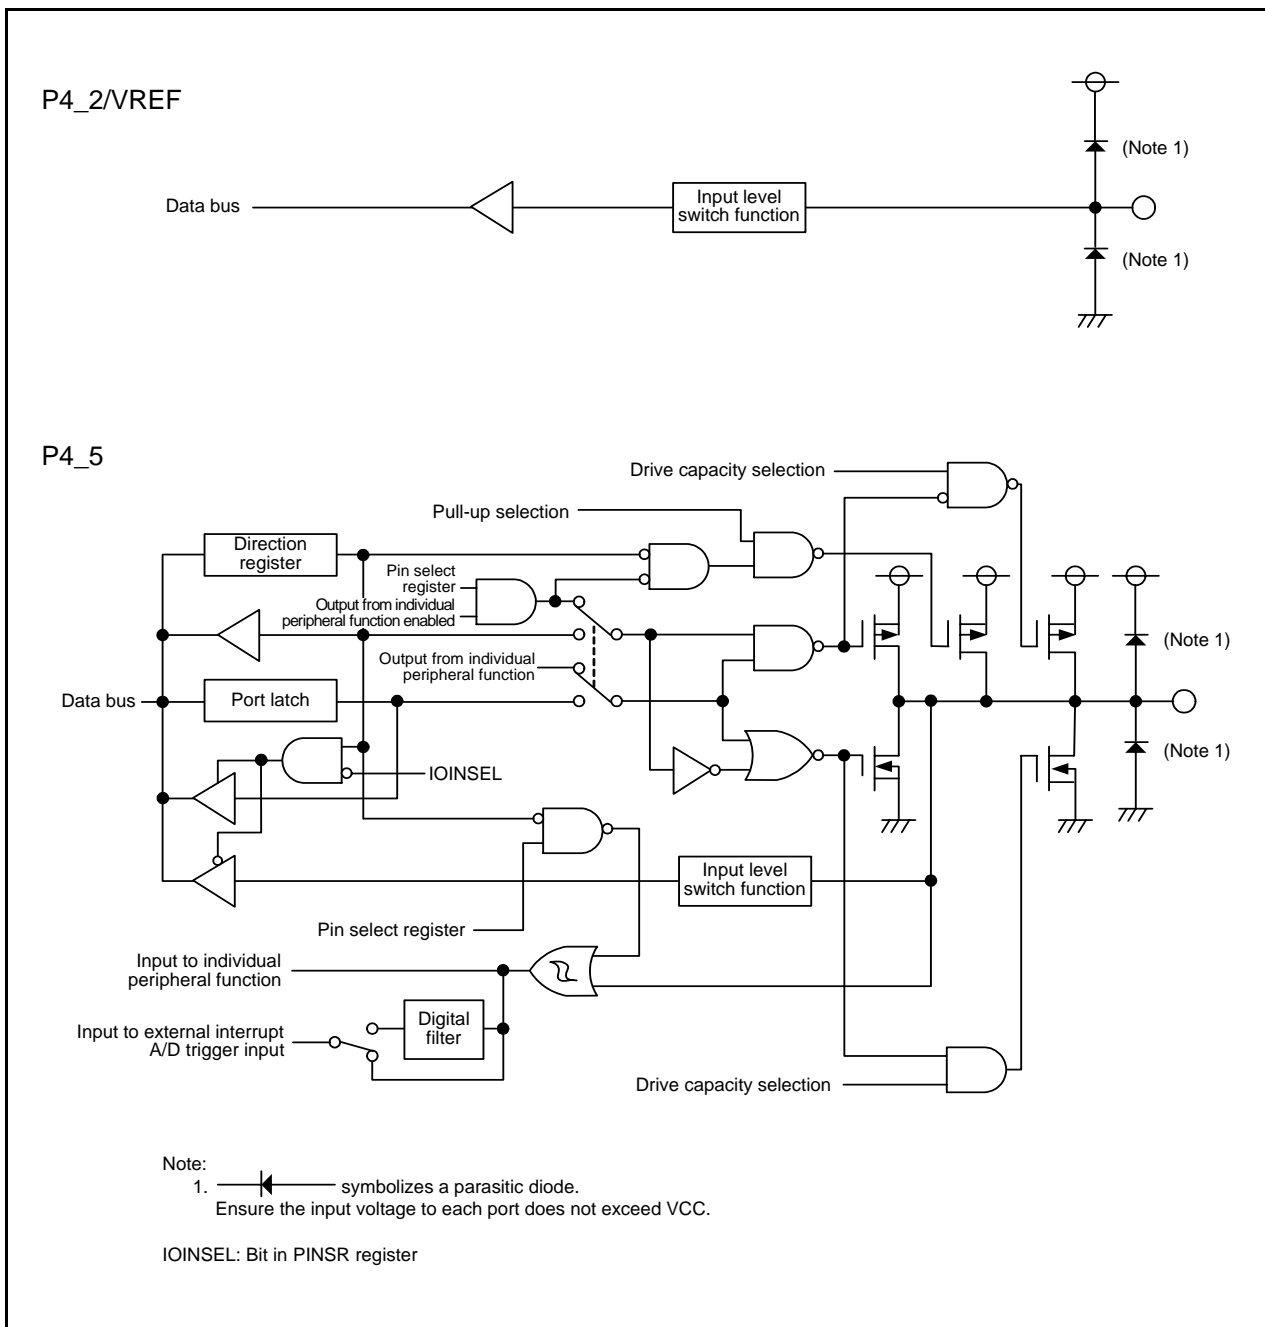 P4_2/VREF
(Note 1)
Data bus
Input level
switch function
(Note 1)
P4_5
Drive capacity selection
Pull-up selection
Direction
register
Pin select
register
Output from individual
peripheral function enabled
(Note 1)
Output from individual
peripheral function
Data bus
Port latch
(Note 1)
IOINSEL
Input level
switch function
Pin select register
Input to individual
peripheral function
Digital
filter
Input to external interrupt
A/D trigger input
Drive capacity selection
Note:
1. symbolizes a parasitic diode.
Ensure the input voltage to each port does not exceed VCC.
IOINSEL: Bit in PINSR register